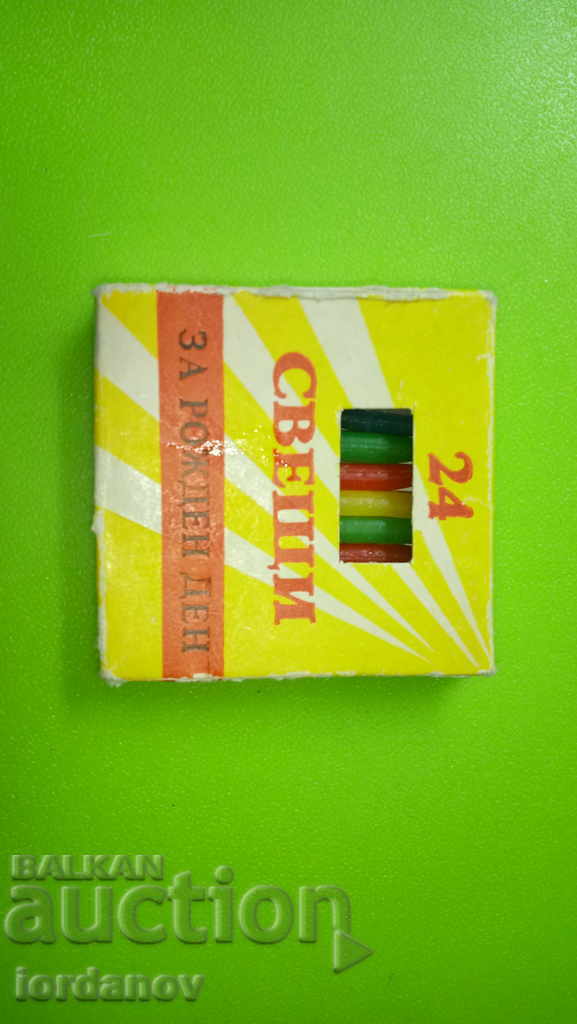 24
СВЕЩИ
ЗА РОЖДЕН ДЕН
BALKAN
auction
iordanov